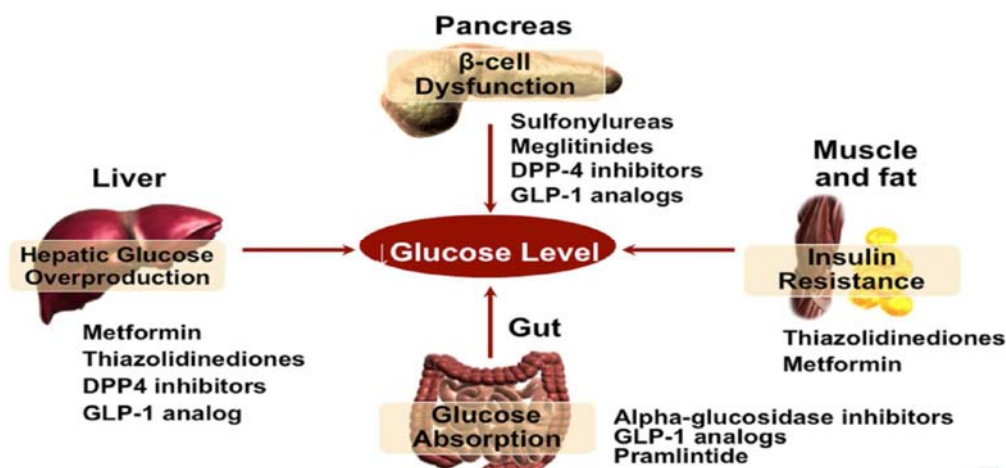 Pancreas
β-cell
Dysfunction
Sulfonylureas
Meglitinides
DPP-4 inhibitors
GLP-1 analogs
Liver
Hepatic Glucose
Overproduction
Metformin
Thiazolidinediones
DPP4 inhibitors
GLP-1 analog
↓Glucose Level
Muscle
and fat
Insulin
Resistance
Thiazolidinediones
Metformin
Gut
Glucose
Absorption
Alpha-glucosidase inhibitors
GLP-1 analogs
Pramlintide